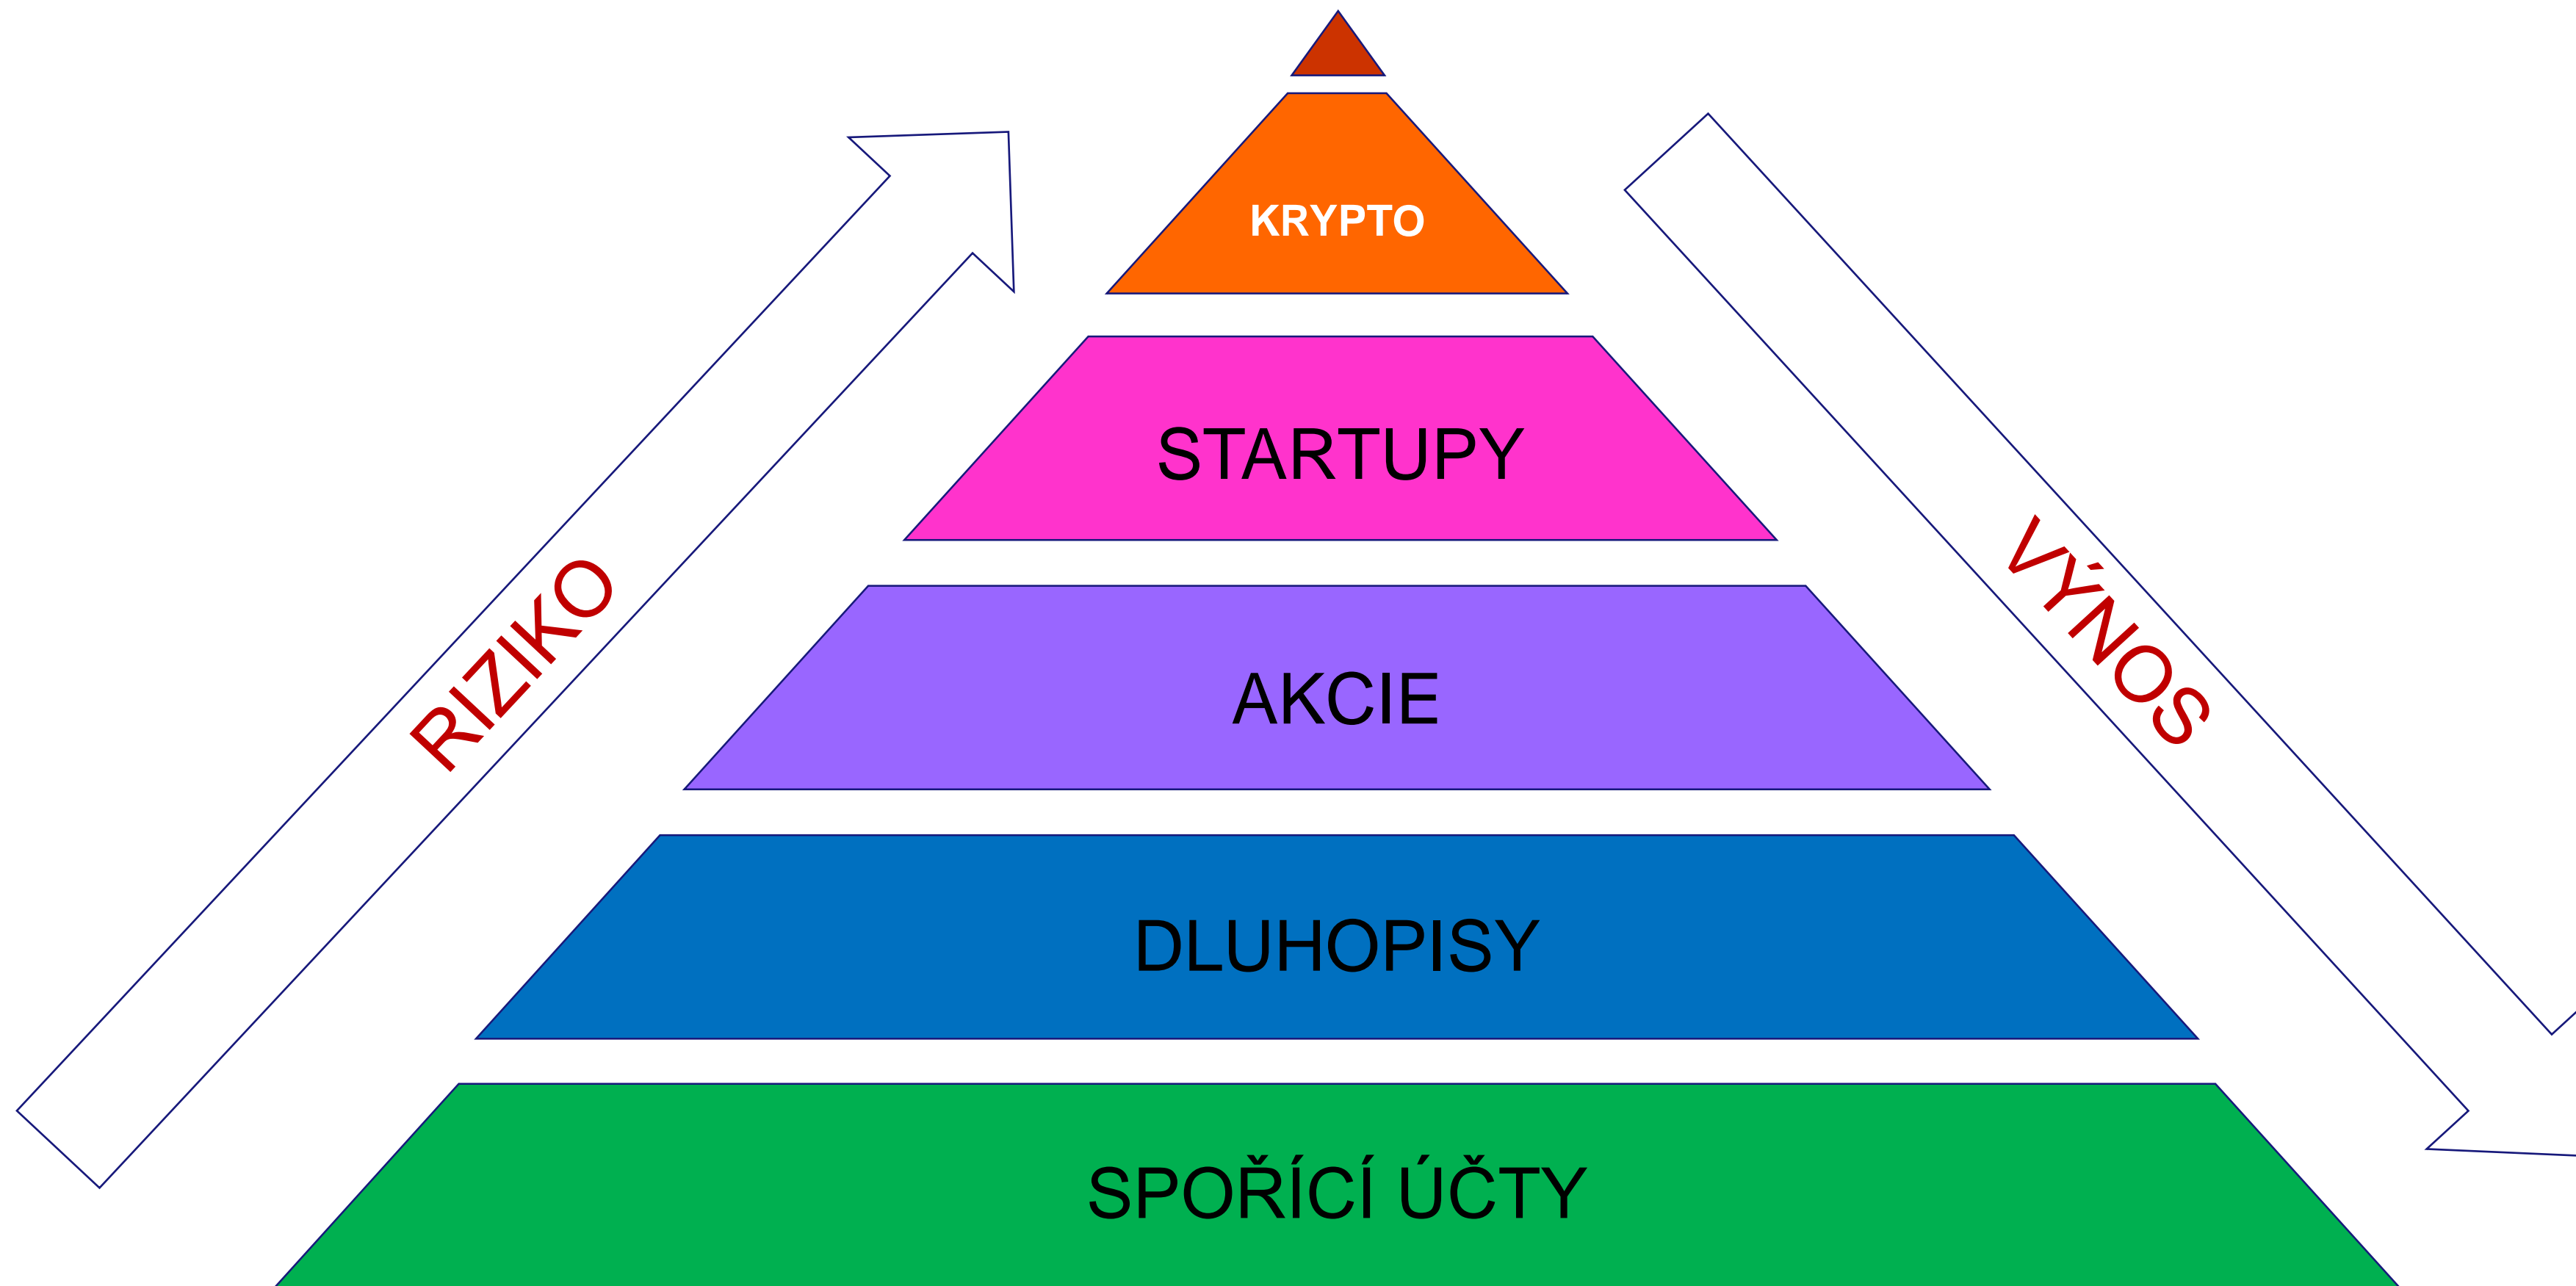 KRYPTO
STARTUPY
RIZIKO
VÝNOS
AKCIE
DLUHOPISY
SPOŘÍCÍ ÚČTY